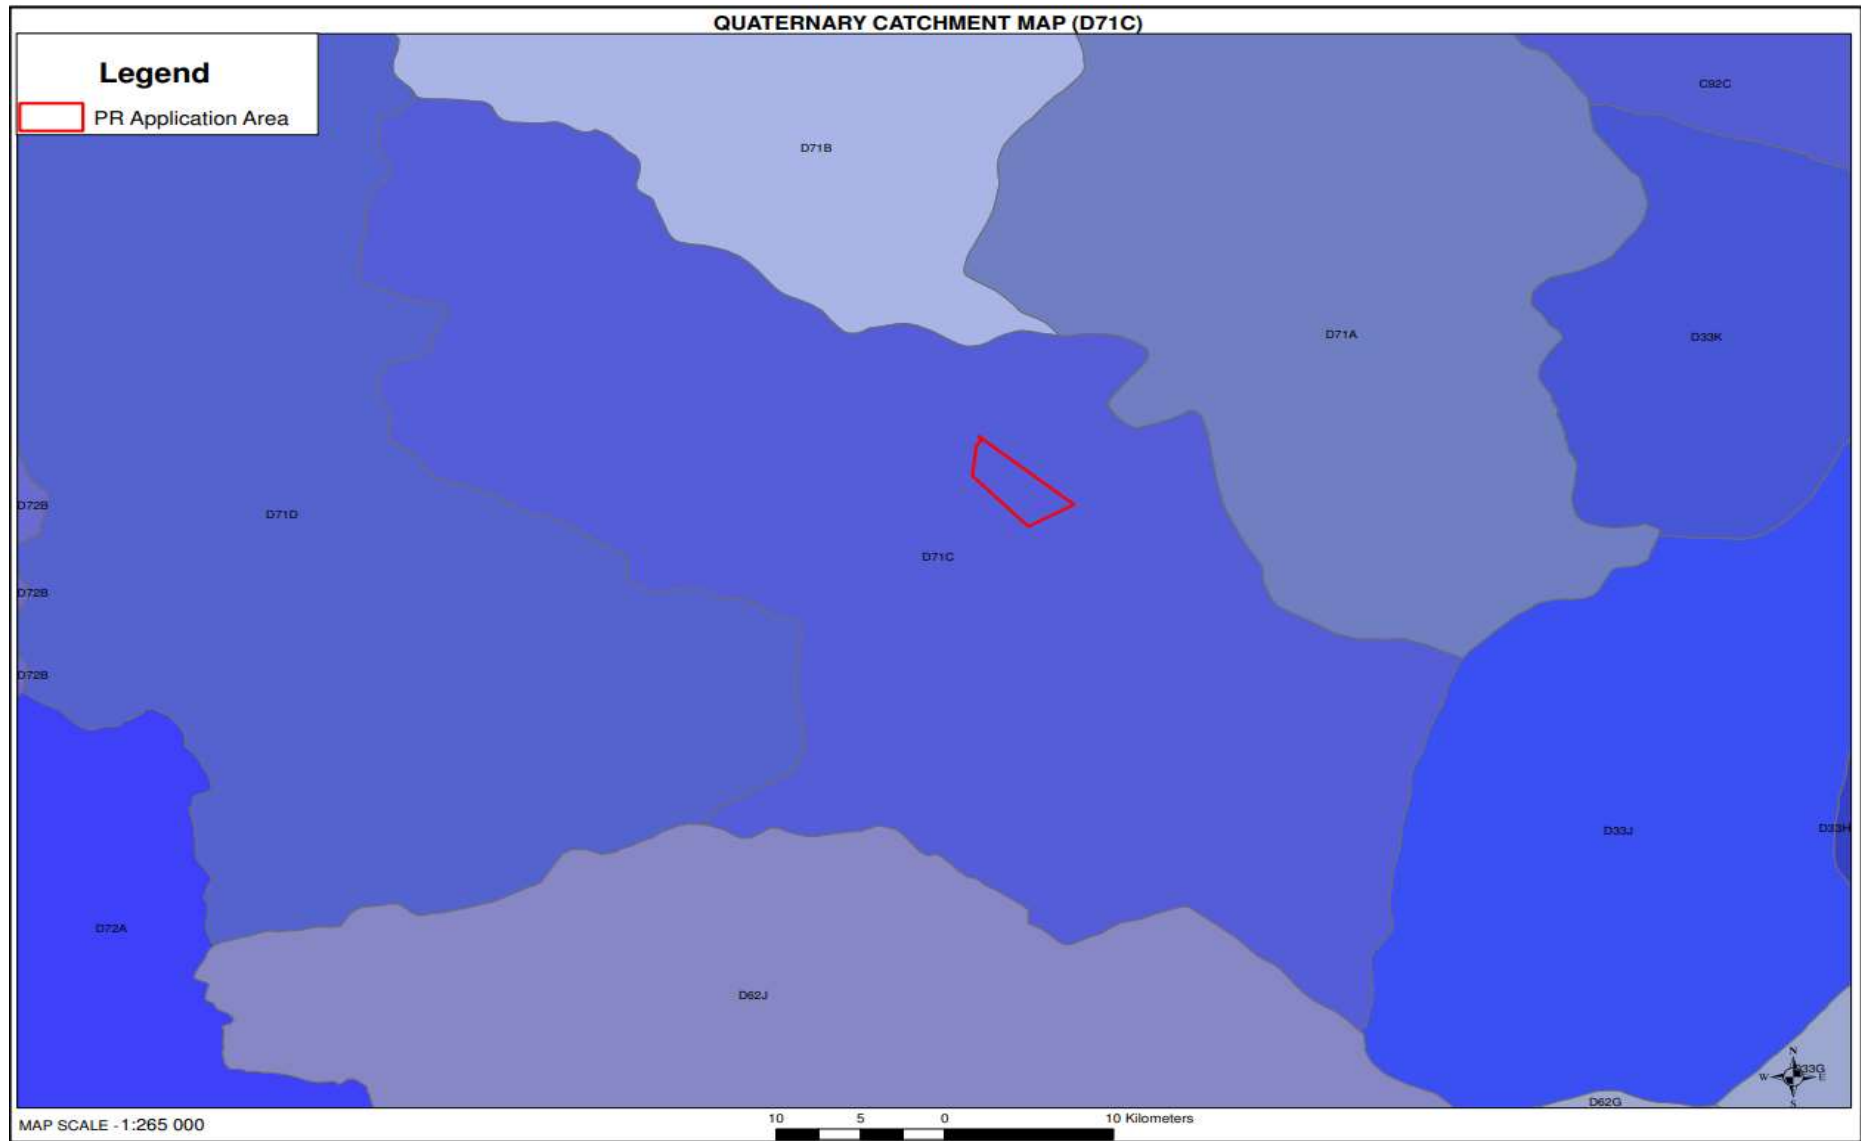 QUATERNARY CATCHMENT MAP (D71C)
Legend
PR Application Area
C92C
D71B
D71A
D33K
D72B
D71D
D71C
D72B
D72B
D33J
D33H
D72A
D62J
N
W
E
S
D62G
MAP SCALE - 1:265 000
10 5 0 10 Kilometers